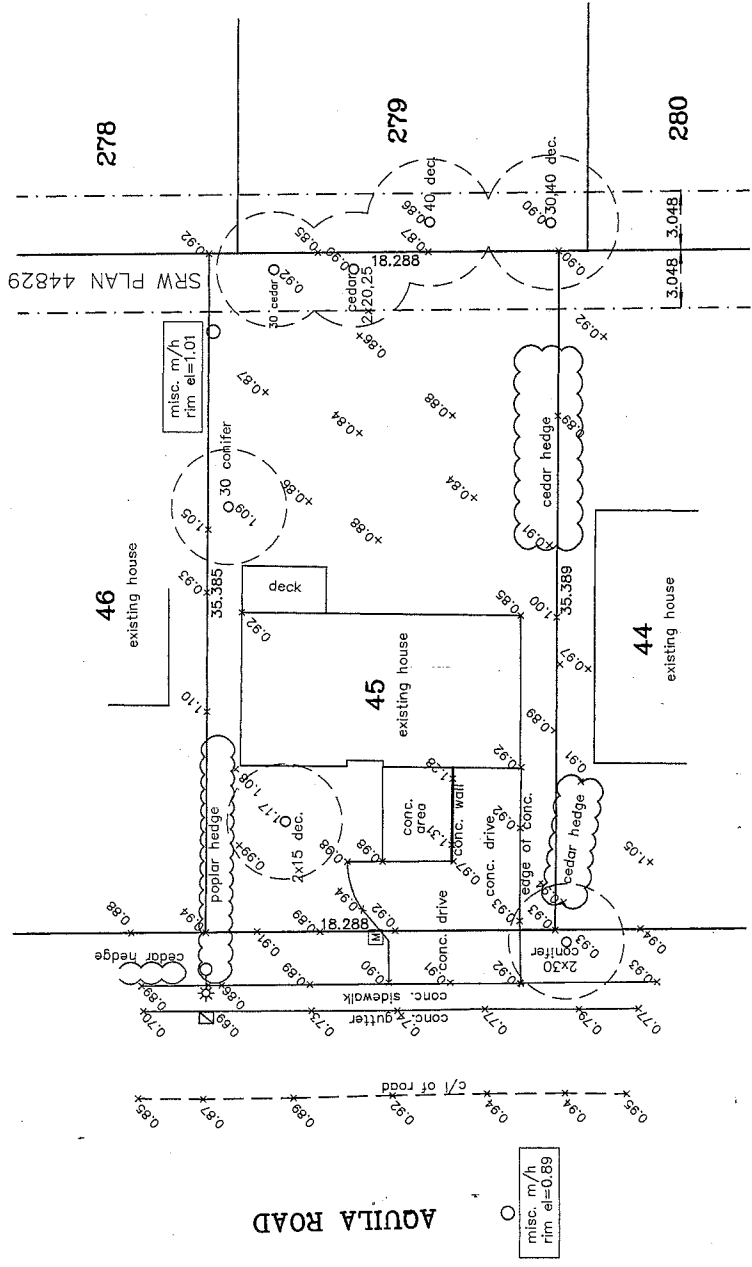 278
279
280
SRW PLAN 44829
0.92
0.85
0.90
0.86
0.87
40 dec.
0.90
30,40 dec.
18.288
0.90
3.048
3.048
30 cedar
0.92
cedar
2x20,25
0.86
0.92
misc. m/h
rim el=1.01
0.87
0.84
0.88
0.89
cedar hedge
30 conifer
1.09
1.05
0.86
0.84
0.88
0.91
46
existing house
0.93
35.385
deck
0.92
0.85
1.00
35.389
0.97
44
existing house
45
existing house
1.10
0.89
0.92
0.91
poplar hedge
1.08
1.17
2x15 dec.
0.99
0.98
0.98
conc.
area
1.28
1.31
conc. wall
0.97
conc. drive
0.92
edge of conc.
cedar hedge
1.05
0.94
0.88
0.94
0.91
0.89
18.288
0.94
0.92
M
conc. drive
0.93
0.93
0.93
2x30
conifer
0.94
0.93
cedar hedge
0.89
0.86
0.89
0.90
0.91
0.92
conc. sidewalk
0.70
0.69
0.73
0.74
0.77
0.79
0.77
conc. gutter
0.85
0.87
0.89
0.92
0.94
0.94
0.95
c/l of road
AQUILA ROAD
misc. m/h
rim el=0.89